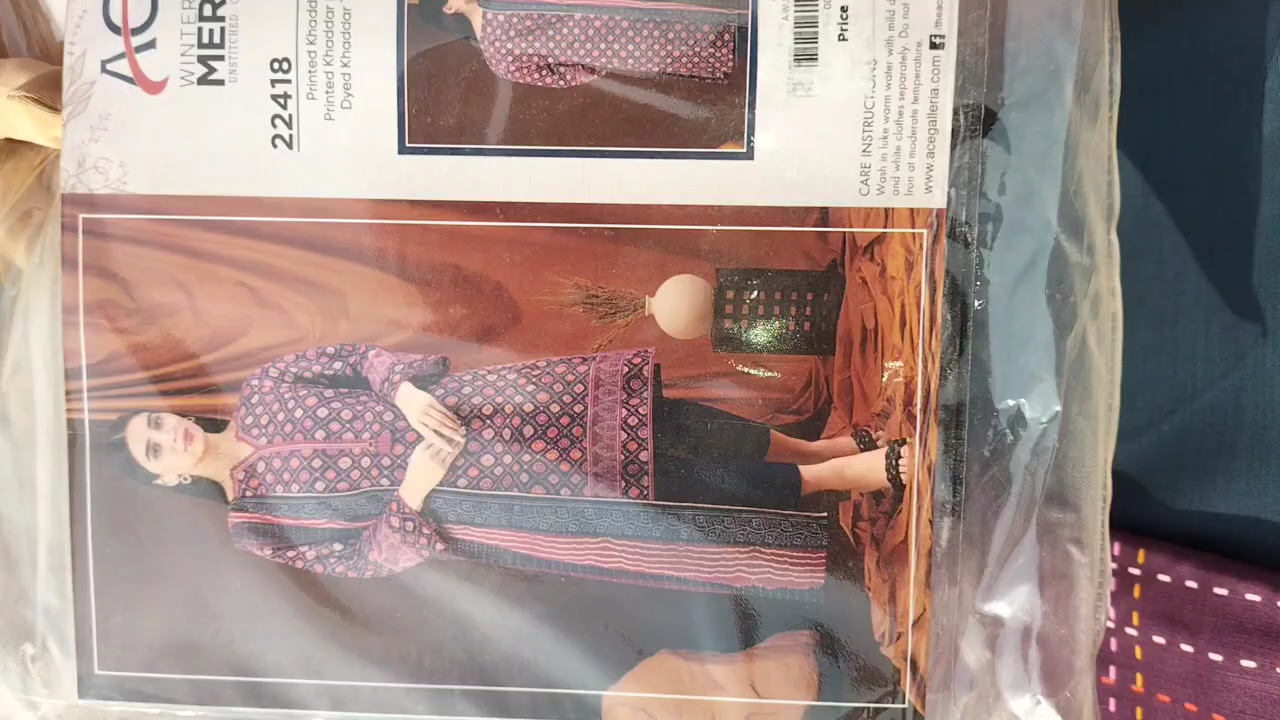 AC
WINTER
MER
UNSTITCHED
22418
Printed Khadd
Printed Khaddar
Dyed Khaddar
Price
CARE INSTRUCTIONS
Wash in luke warm water with mild d
and white clothes separately. Do not
Iron at moderate temperature.
www.acegalleria.com